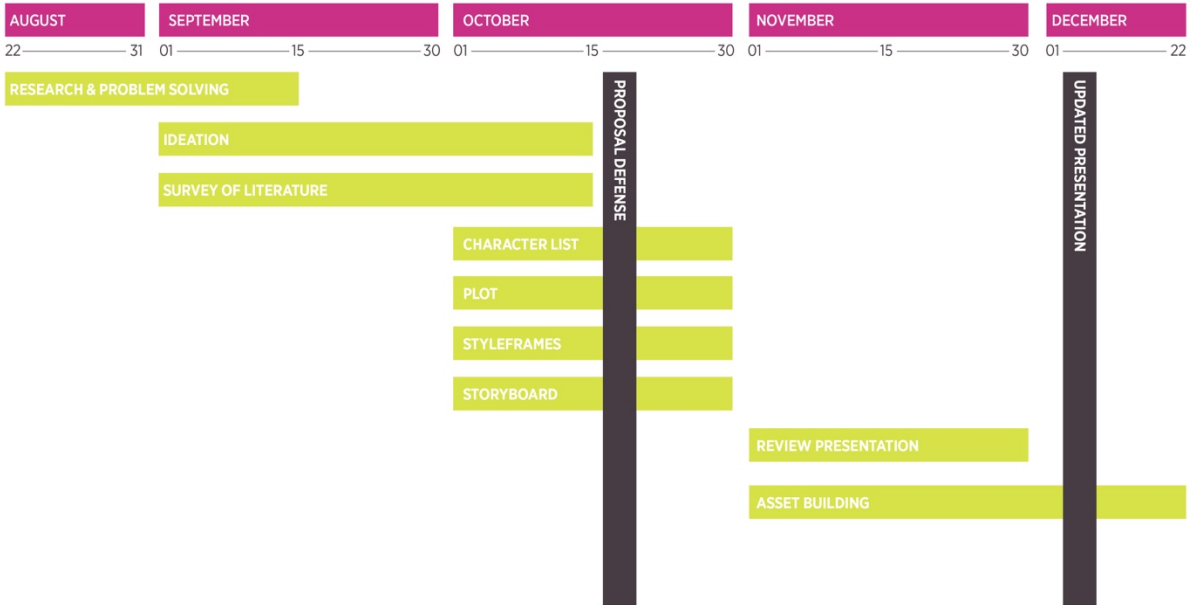 AUGUST SEPTEMBER OCTOBER NOVEMBER DECEMBER
22 31 01 15 30 01 15 30 01 15 30 01 22
RESEARCH & PROBLEM SOLVING
IDEATION
SURVEY OF LITERATURE
CHARACTER LIST
PLOT
STYLEFRAMES
STORYBOARD
PROPOSAL DEFENSE
REVIEW PRESENTATION
ASSET BUILDING
UPDATED PRESENTATION